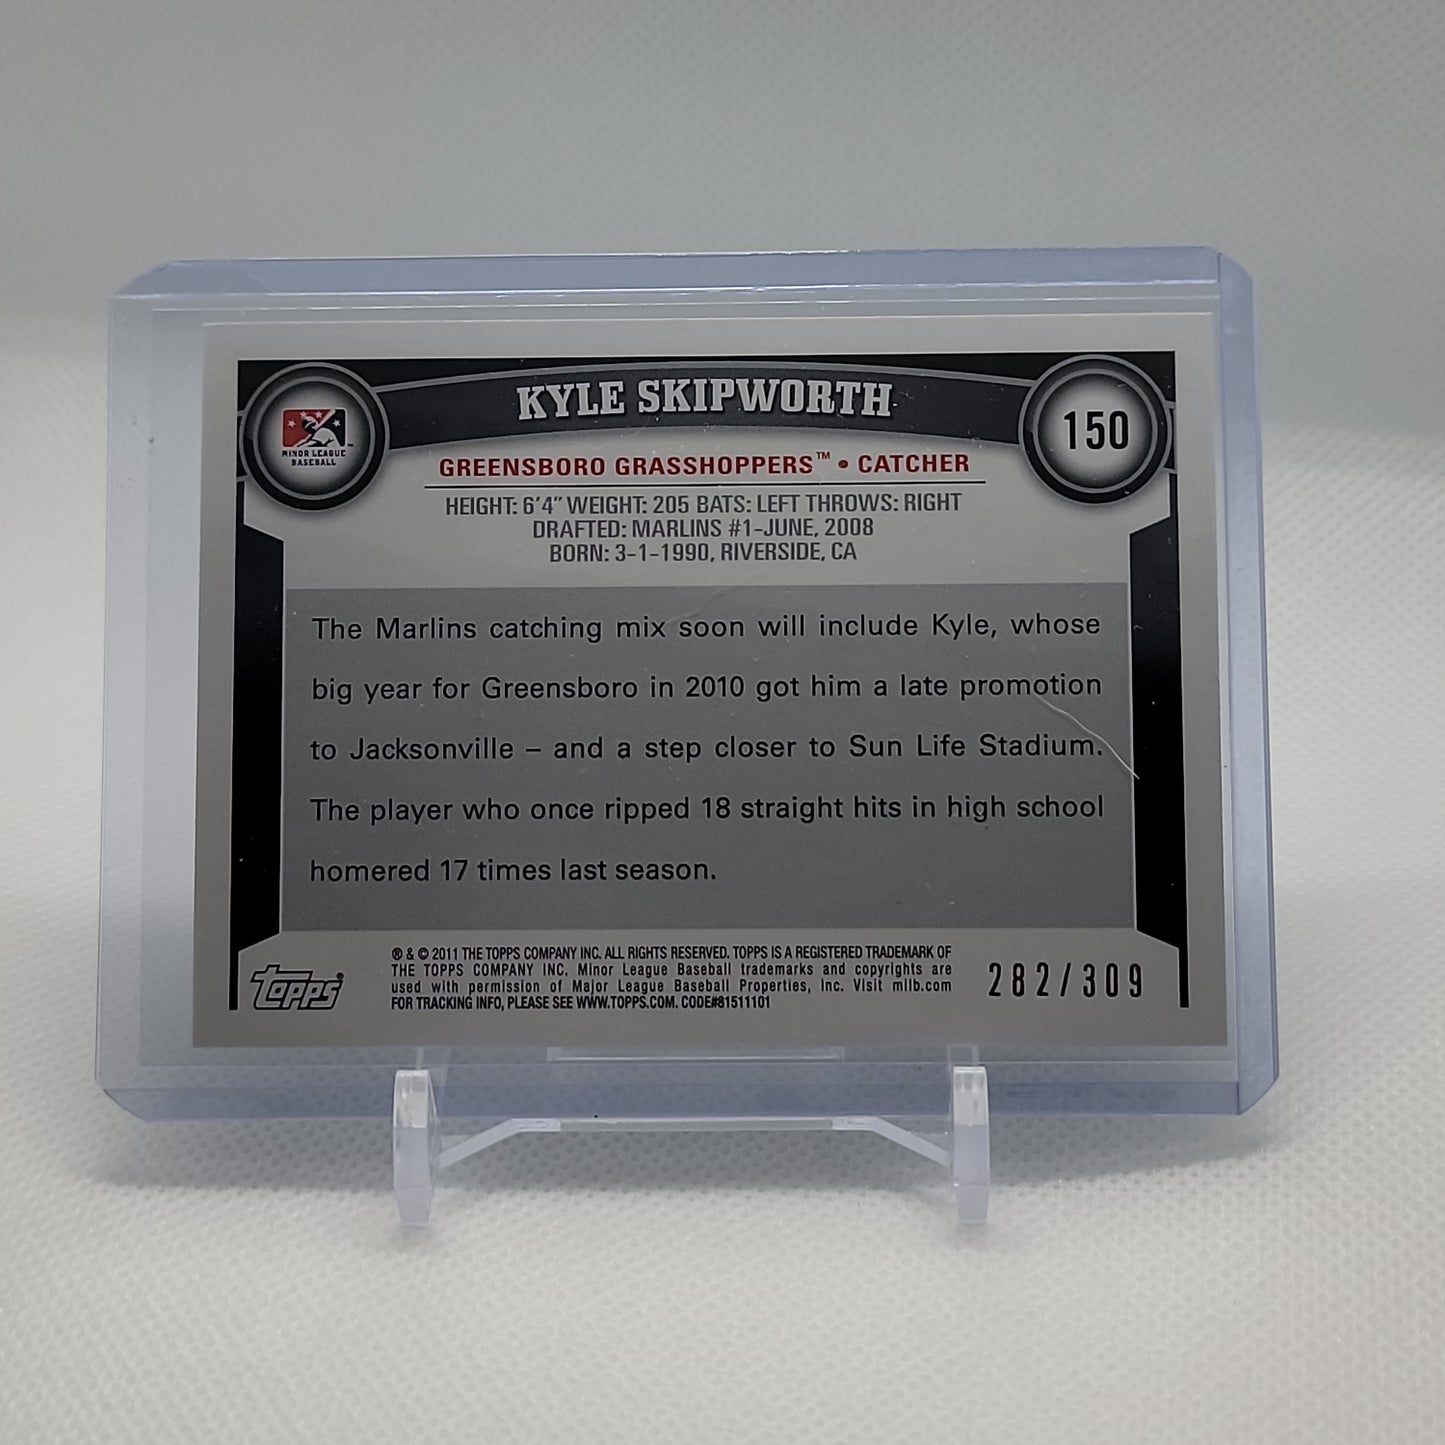 KYLE SKIPWORTH
150
MINOR LEAGUE
BASEBALL
GREENSBORO GRASSHOPPERS™ • CATCHER
HEIGHT: 6'4" WEIGHT: 205 BATS: LEFT THROWS: RIGHT
DRAFTED: MARLINS #1-JUNE, 2008
BORN: 3-1-1990, RIVERSIDE, CA
The Marlins catching mix soon will include Kyle, whose
big year for Greensboro in 2010 got him a late promotion
to Jacksonville – and a step closer to Sun Life Stadium.
The player who once ripped 18 straight hits in high school
homered 17 times last season.
TOPPS®
® & © 2011 THE TOPPS COMPANY INC. ALL RIGHTS RESERVED. TOPPS IS A REGISTERED TRADEMARK OF
THE TOPPS COMPANY INC. Minor League Baseball trademarks and copyrights are
used with permission of Major League Baseball Properties, Inc. Visit milb.com
FOR TRACKING INFO, PLEASE SEE WWW.TOPPS.COM. CODE#81511101
282/309